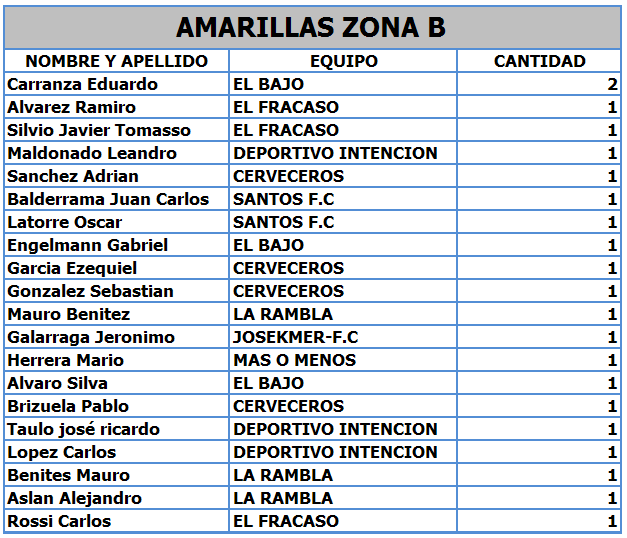 AMARILLAS ZONA B
NOMBRE Y APELLIDO EQUIPO CANTIDAD
Carranza Eduardo EL BAJO 2
Alvarez Ramiro EL FRACASO 1
Silvio Javier Tomasso EL FRACASO 1
Maldonado Leandro DEPORTIVO INTENCION 1
Sanchez Adrian CERVECEROS 1
Balderrama Juan Carlos SANTOS F.C 1
Latorre Oscar SANTOS F.C 1
Engelmann Gabriel EL BAJO 1
Garcia Ezequiel CERVECEROS 1
Gonzalez Sebastian CERVECEROS 1
Mauro Benitez LA RAMBLA 1
Galarraga Jeronimo JOSEKMER-F.C 1
Herrera Mario MAS O MENOS 1
Alvaro Silva EL BAJO 1
Brizuela Pablo CERVECEROS 1
Taulo josé ricardo DEPORTIVO INTENCION 1
Lopez Carlos DEPORTIVO INTENCION 1
Benites Mauro LA RAMBLA 1
Aslan Alejandro LA RAMBLA 1
Rossi Carlos EL FRACASO 1